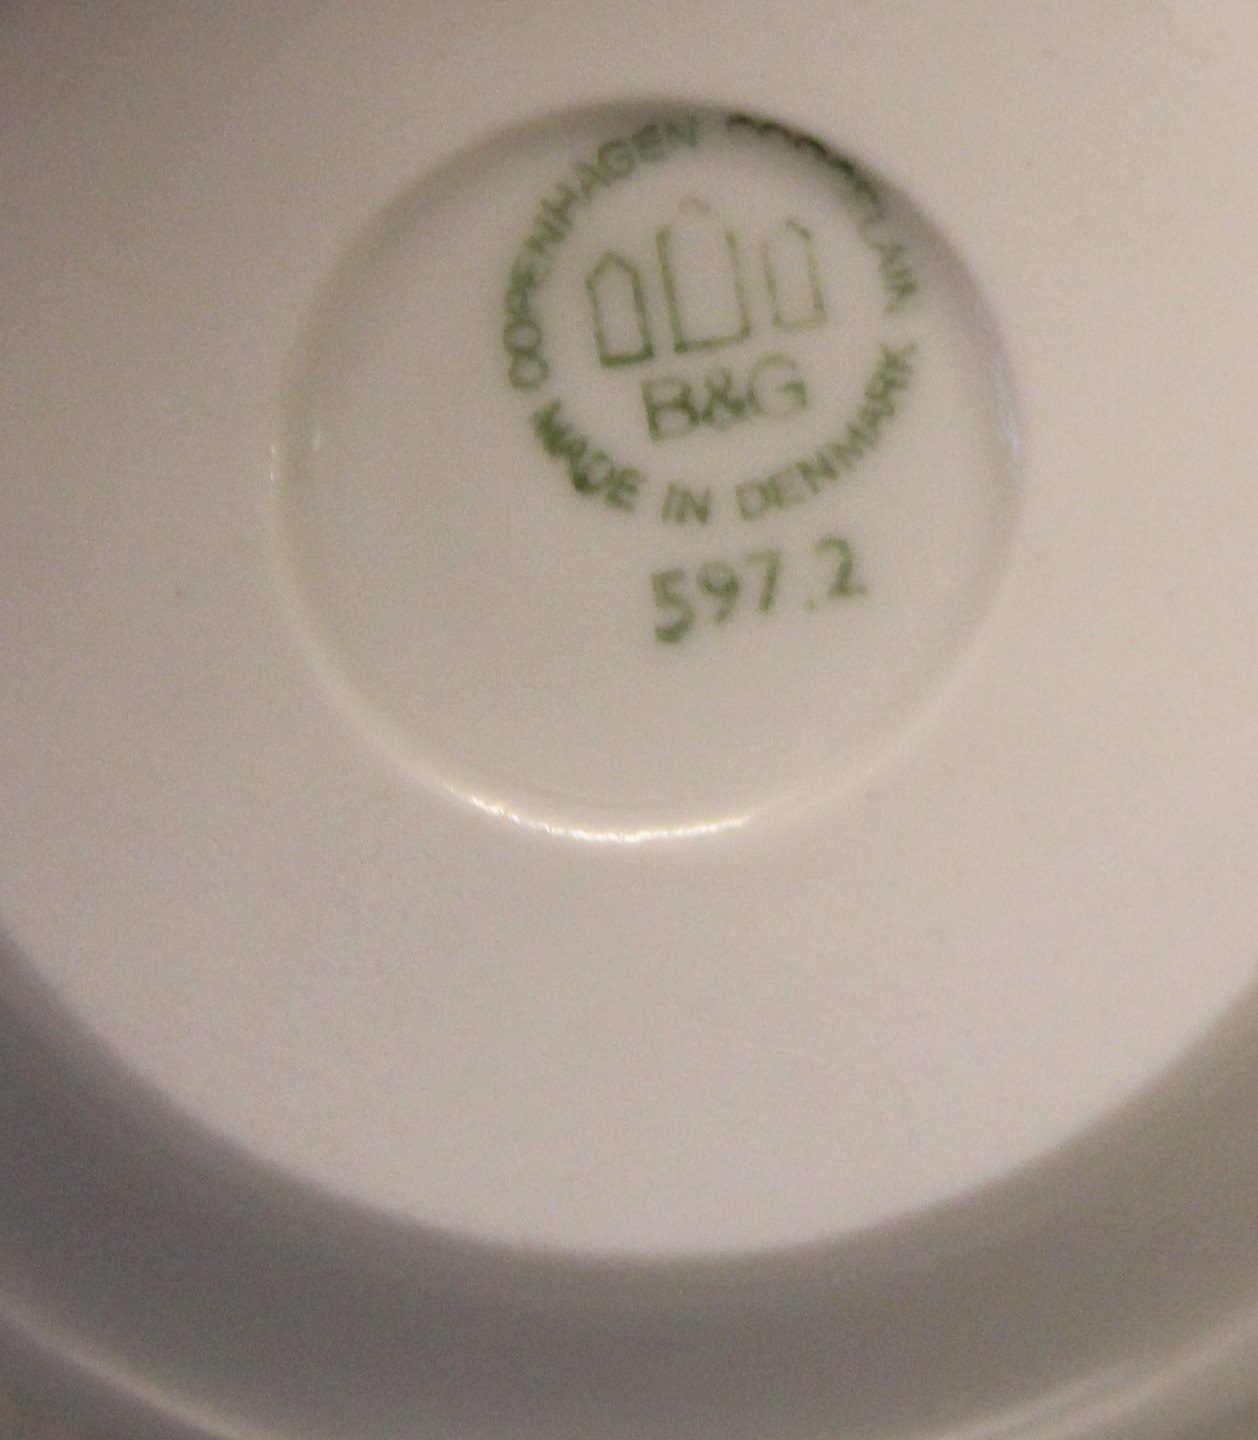 COPENHAGEN PORCELAIN
B&G
MADE IN DENMARK
597.2